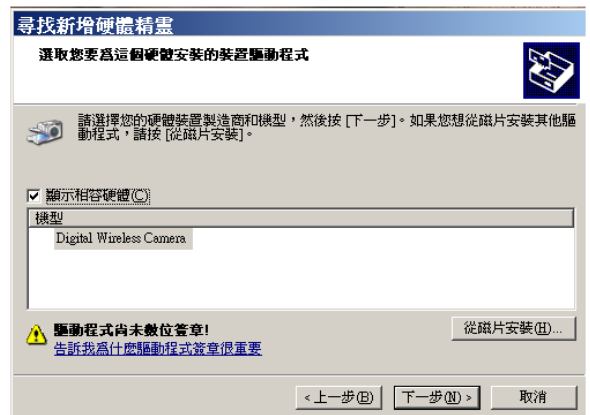 尋找新增硬體精靈
選取您要為這個硬體安裝的裝置驅動程式
請選擇您的硬體裝置製造商和機型，然後按 [下一步]。如果您想從磁片安裝其他驅
動程式，請按 [從磁片安裝]。
顯示相容硬體(C)
機型
Digital Wireless Camera
驅動程式尚未數位簽章!
告訴我為什麼驅動程式簽章很重要
從磁片安裝(H)...
<上一步(B)
下一步(N)>
取消